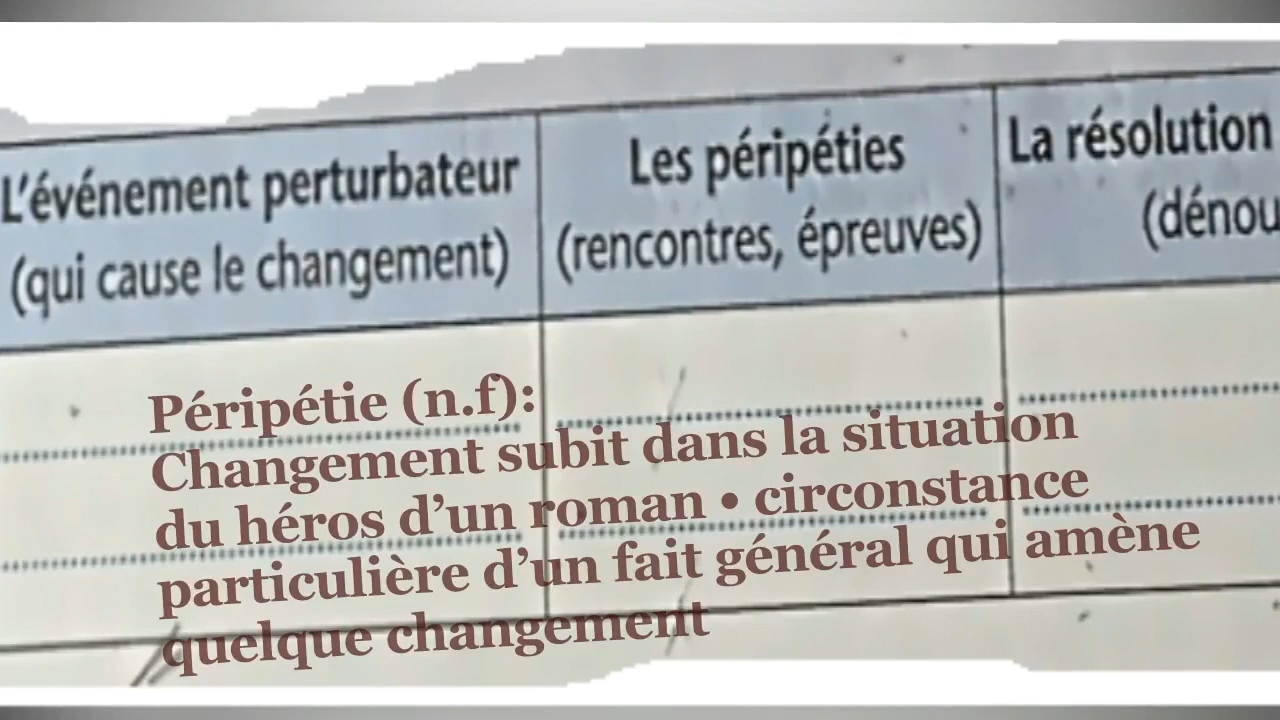 L'événement perturbateur
(qui cause le changement)
Les péripéties
(rencontres, épreuves)
La résolution
(dénou
Péripétie (n.f):
Changement subit dans la situation
du héros d’un roman • circonstance
particulière d’un fait général qui amène
quelque changement